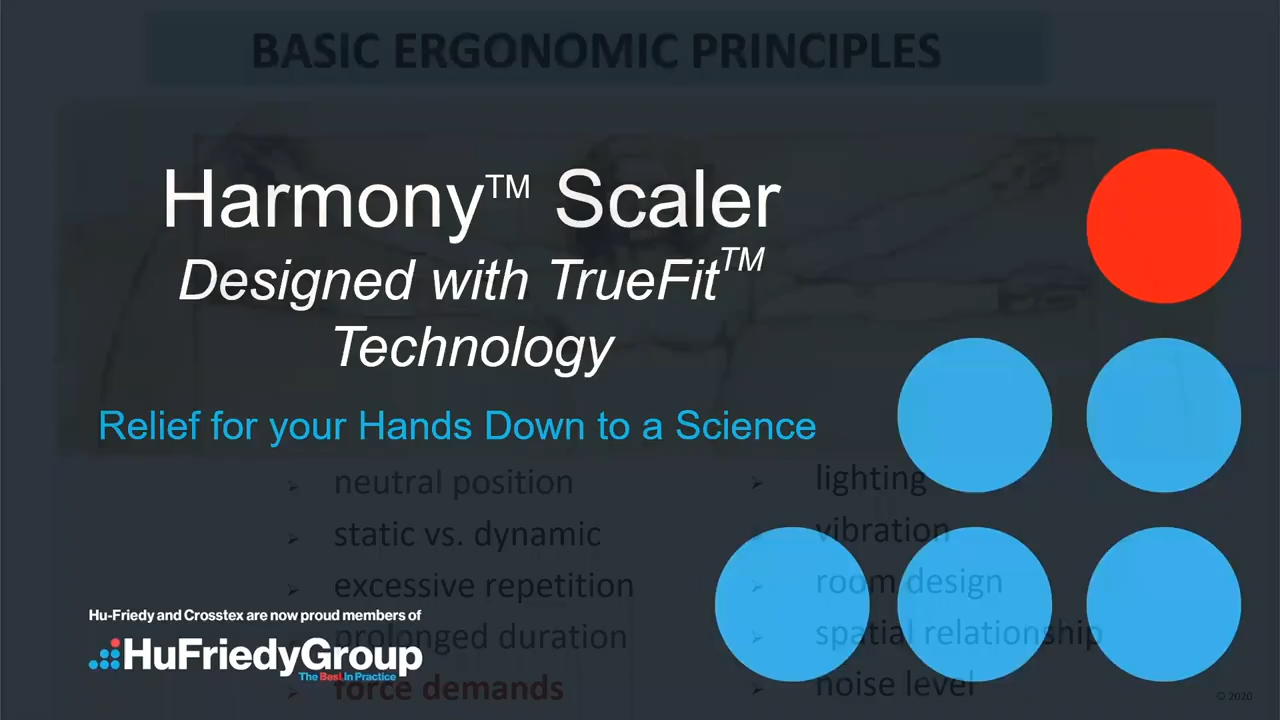 BASIC ERGONOMIC PRINCIPLES
Harmony™ Scaler
Designed with TrueFit™
Technology
Relief for your Hands Down to a Science
neutral position
static vs. dynamic
excessive repetition
prolonged duration
force demands
lighting
vibration
room design
spatial relationship
noise level
Hu-Friedy and Crosstex are now proud members of
HuFriedyGroup
The Best In Practice
© 2020